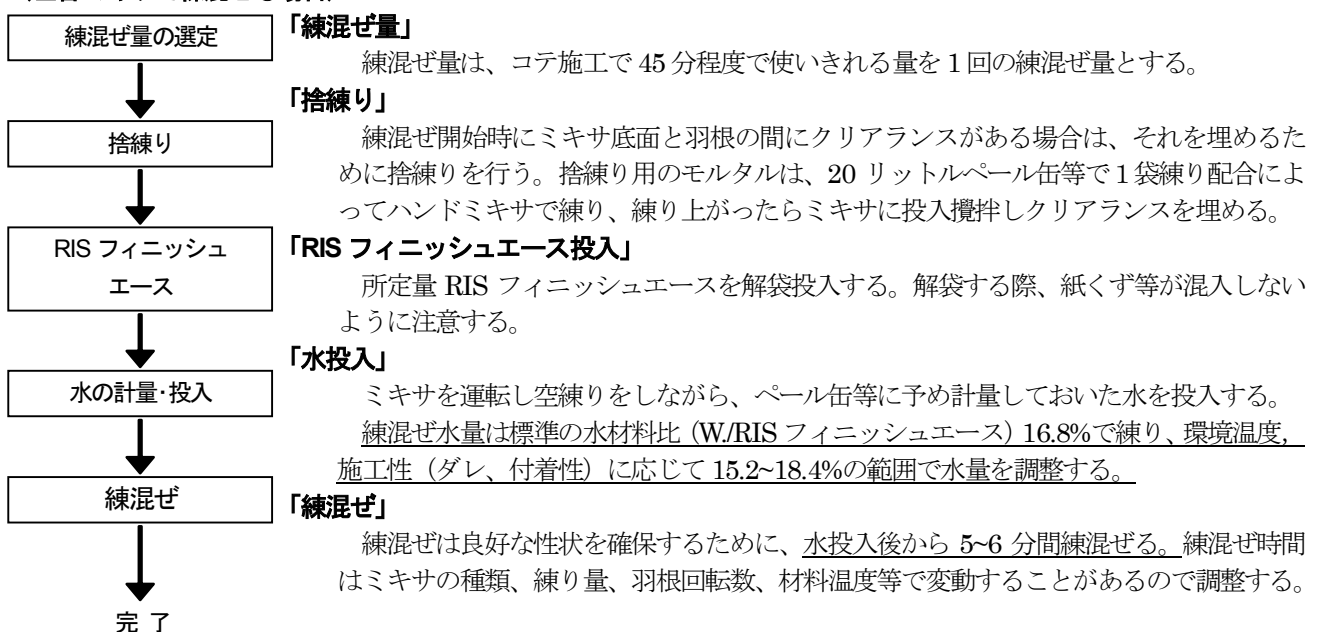 練混ぜ量の選定
捨練り
RIS フィニッシュ
エース
水の計量・投入
練混ぜ
完 了
「練混ぜ量」
練混ぜ量は、コテ施工で 45 分程度で使いきれる量を 1 回の練混ぜ量とする。
「捨練り」
練混ぜ開始時にミキサ底面と羽根の間にクリアランスがある場合は、それを埋めるた
めに捨練りを行う。捨練り用のモルタルは、20 リットルペール缶等で 1 袋練り配合によ
ってハンドミキサで練り、練り上がったらミキサに投入攪拌しクリアランスを埋める。
「RIS フィニッシュエース投入」
所定量 RIS フィニッシュエースを解袋投入する。解袋する際、紙くず等が混入しない
ように注意する。
「水投入」
ミキサを運転し空練りをしながら、ペール缶等に予め計量しておいた水を投入する。
練混ぜ水量は標準の水材料比（W./RIS フィニッシュエース）16.8%で練り、環境温度，
施工性（ダレ、付着性）に応じて 15.2~18.4%の範囲で水量を調整する。
「練混ぜ」
練混ぜは良好な性状を確保するために、水投入後から 5~6 分間練混ぜる。練混ぜ時間
はミキサの種類、練り量、羽根回転数、材料温度等で変動することがあるので調整する。